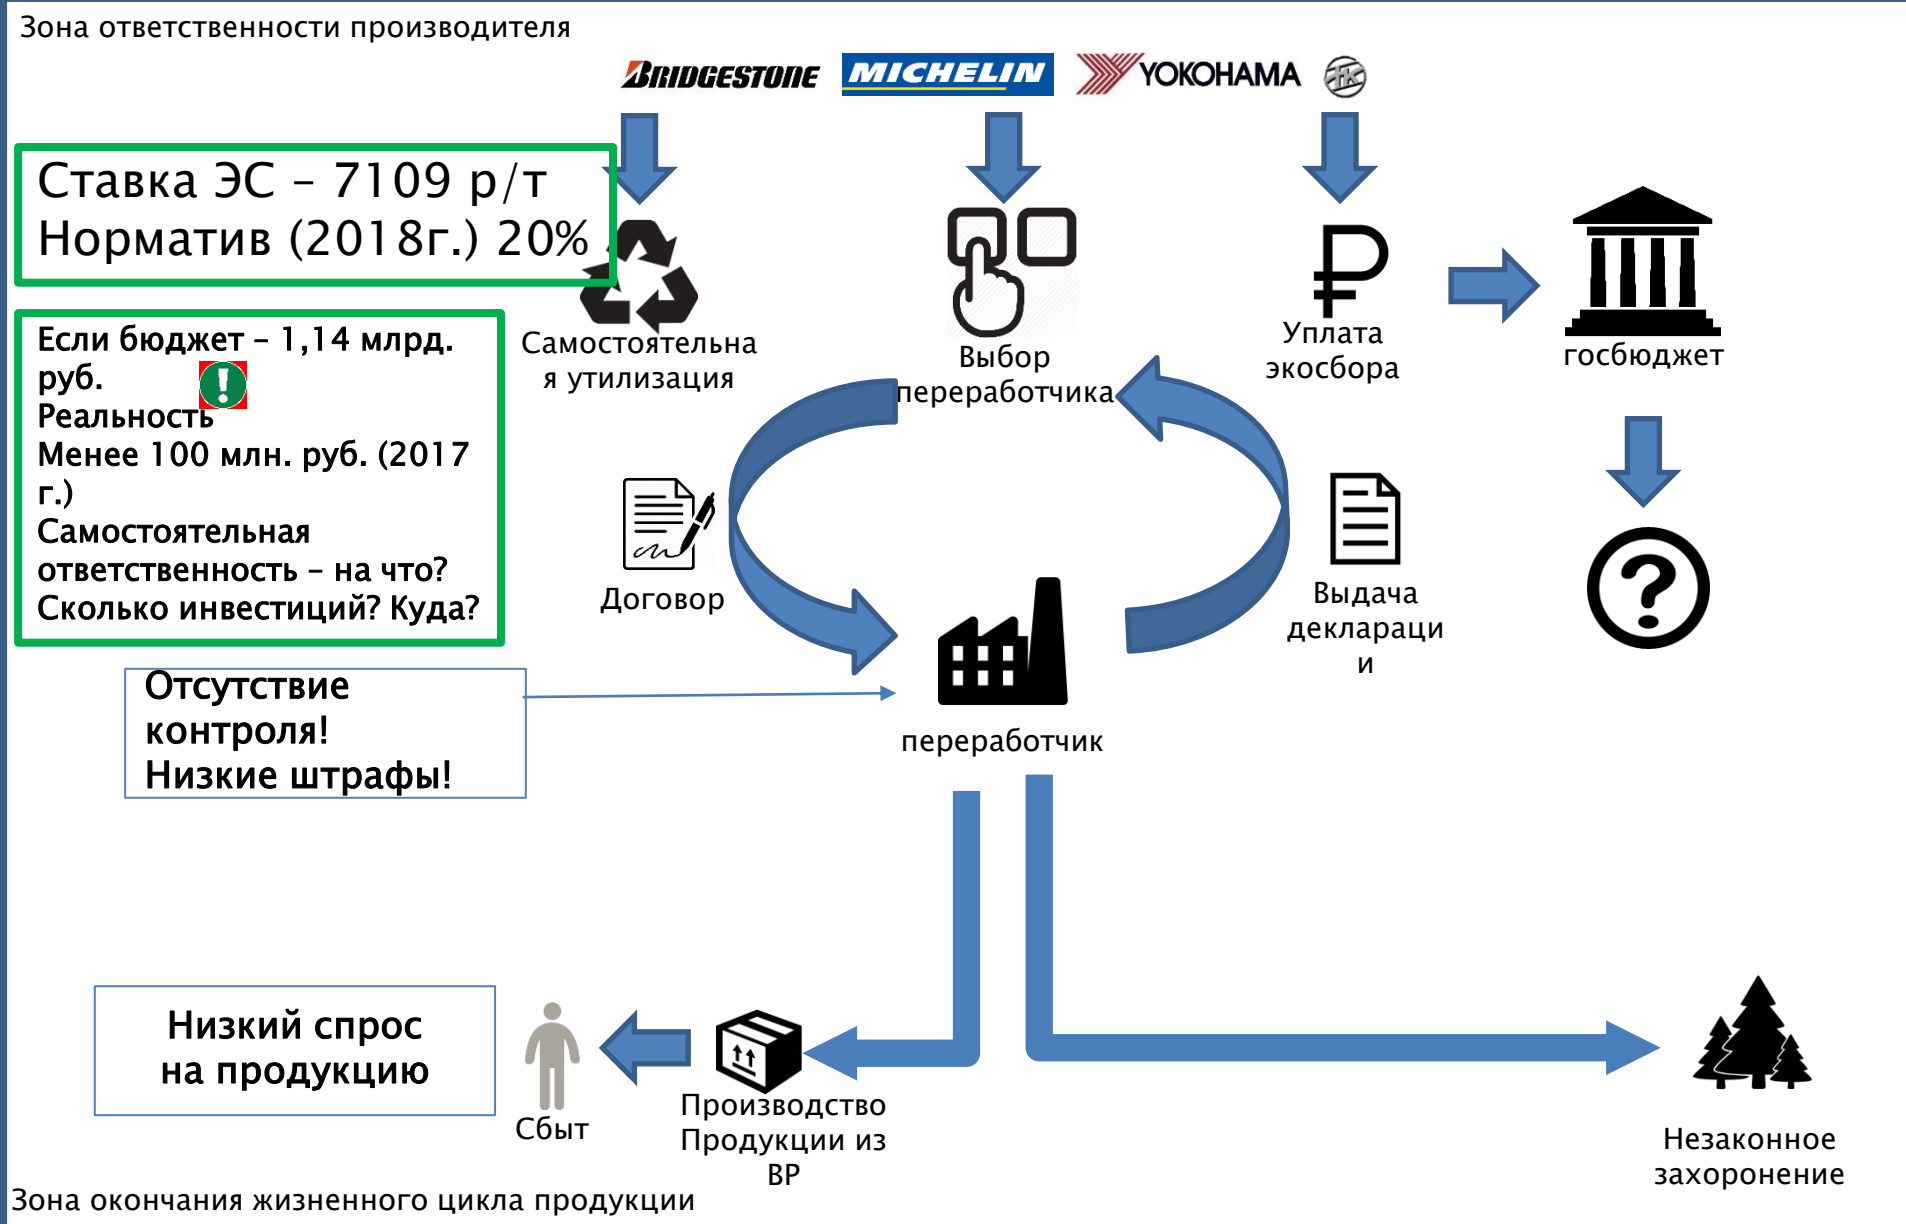 Зона ответственности производителя
BRIDGESTONE
MICHELIN
YOKOHAMA
Ставка ЭС – 7109 р/т
Норматив (2018г.) 20%
Если бюджет – 1,14 млрд.
руб.
Реальность
Менее 100 млн. руб. (2017
г.)
Самостоятельная
ответственность – на что?
Сколько инвестиций? Куда?
Самостоятельна
я утилизация
Выбор
переработчика
Уплата
экосбора
госбюджет
Договор
Выдача
деклараци
и
Отсутствие
контроля!
Низкие штрафы!
переработчик
Низкий спрос
на продукцию
Сбыт
Производство
Продукции из
ВР
Незаконное
захоронение
Зона окончания жизненного цикла продукции